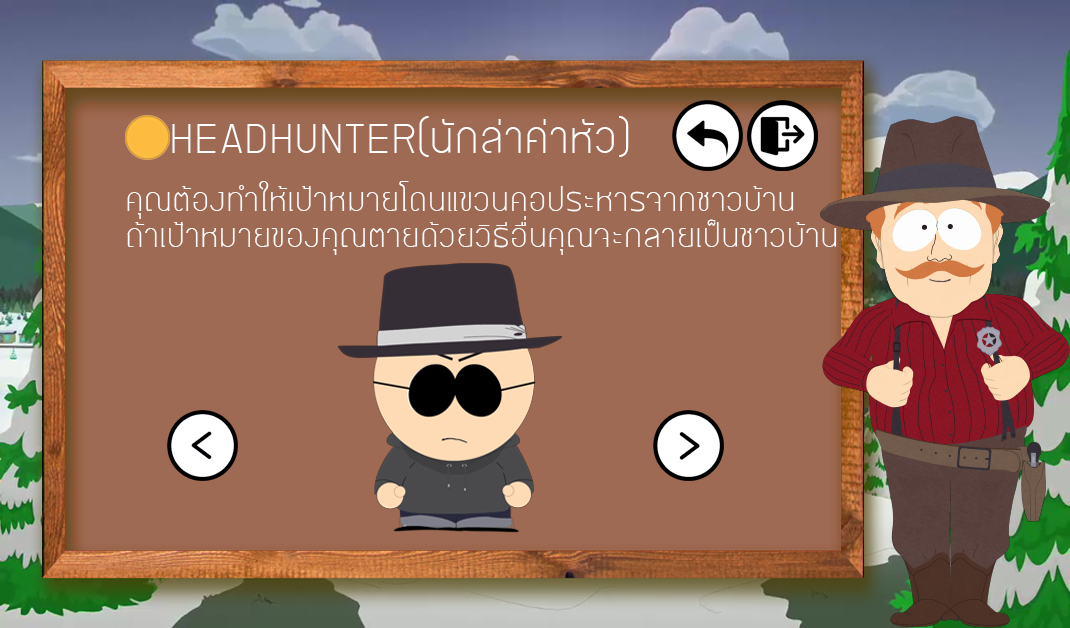 HEADHUNTER(นักล่าค่าหัว)
คุณต้องทำให้เป้าหมายโดนแขวนคอประหารจากชาวบ้าน
ถ้าเป้าหมายของคุณตายด้วยวิธีอื่นคุณจะกลายเป็นชาวบ้าน